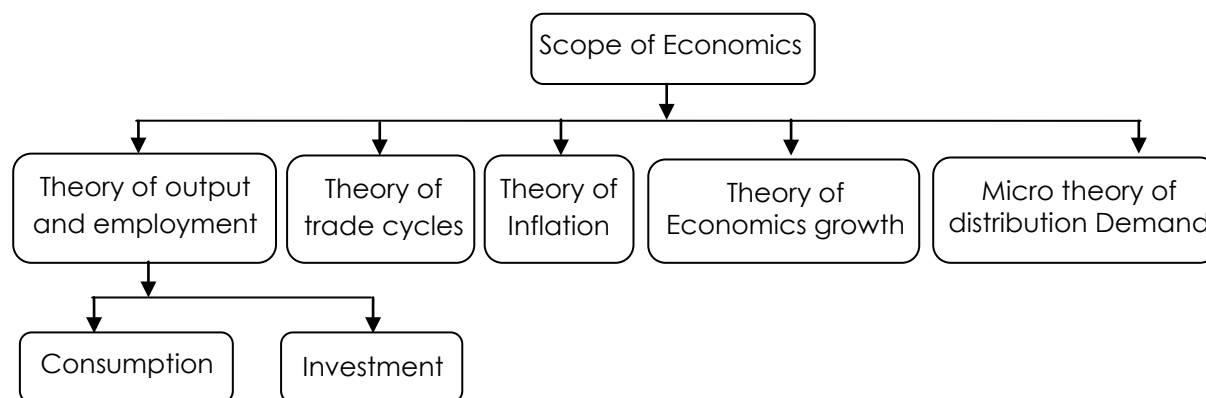 Scope of Economics
Theory of output
and employment
Theory of
trade cycles
Theory of
Inflation
Theory of
Economics growth
Micro theory of
distribution Demand
Consumption
Investment